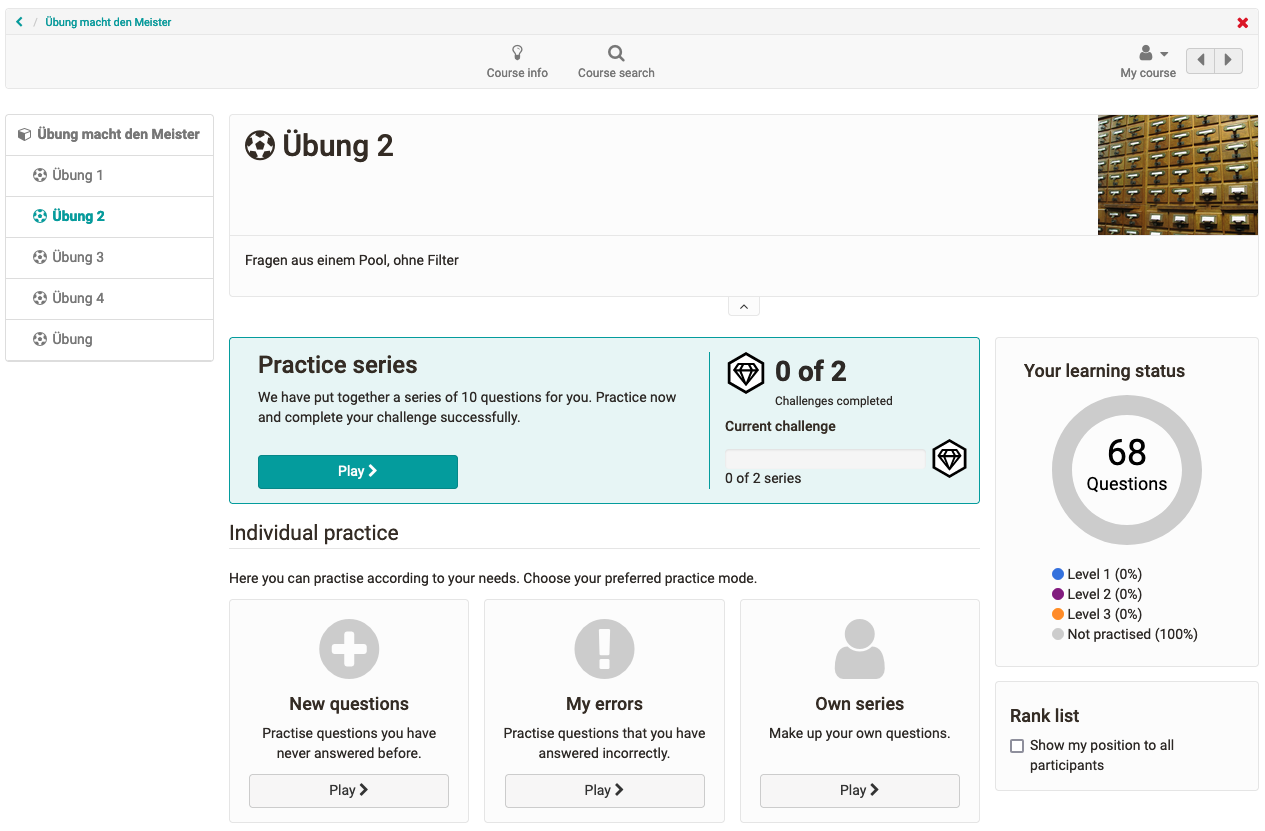 / Übung macht den Meister
Course info
Course search
My course
Übung macht den Meister
Übung 1
Übung 2
Übung 3
Übung 4
Übung
Übung 2
Fragen aus einem Pool, ohne Filter
Practice series
We have put together a series of 10 questions for you. Practice now
and complete your challenge successfully.
Play
0 of 2
Challenges completed
Current challenge
0 of 2 series
Individual practice
Here you can practise according to your needs. Choose your preferred practice mode.
New questions
Practise questions you have
never answered before.
Play
My errors
Practise questions that you have
answered incorrectly.
Play
Own series
Make up your own questions.
Play
Your learning status
68
Questions
Level 1 (0%)
Level 2 (0%)
Level 3 (0%)
Not practised (100%)
Rank list
Show my position to all
participants